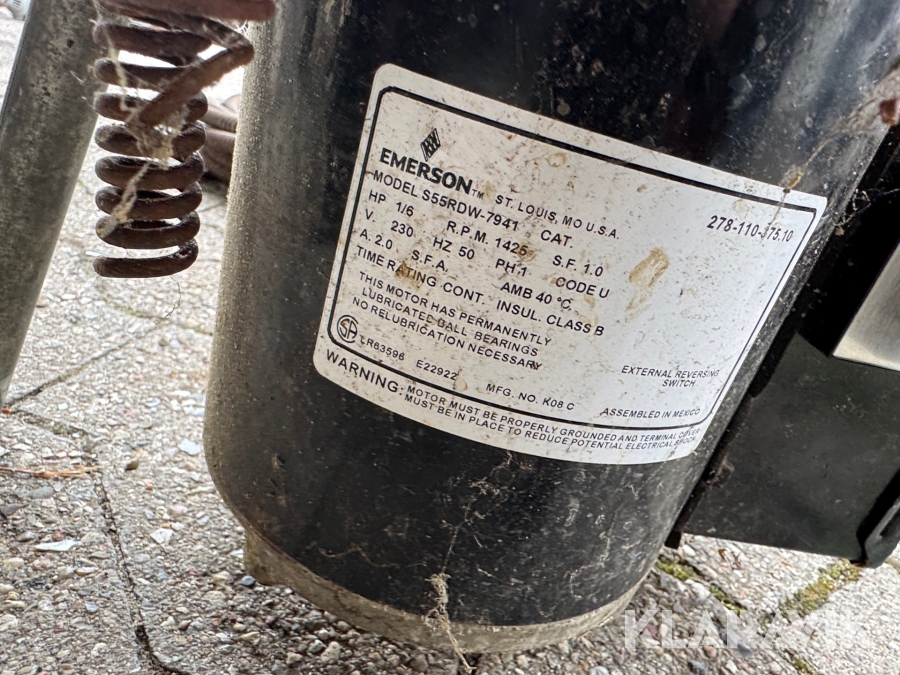 EMERSON™ ST. LOUIS, MO U.S.A. 278-110-375.10
MODEL S55RDW-7941 CAT.
HP 1/6 R.P.M. 1425 S.F. 1.0
V. 230 HZ 50 PH 1 CODE U
A. 2.0 S.F.A. AMB 40 °C
TIME RATING CONT. INSUL. CLASS B
THIS MOTOR HAS PERMANENTLY
LUBRICATED BALL BEARINGS
NO RELUBRICATION NECESSARY
EXTERNAL REVERSING
SWITCH
SA LR63596 E22922 MFG. NO. K08 C ASSEMBLED IN MEXICO
WARNING: MOTOR MUST BE PROPERLY GROUNDED AND TERMINAL COVER
MUST BE IN PLACE TO REDUCE POTENTIAL ELECTRICAL SHOCK
KLARAVIK